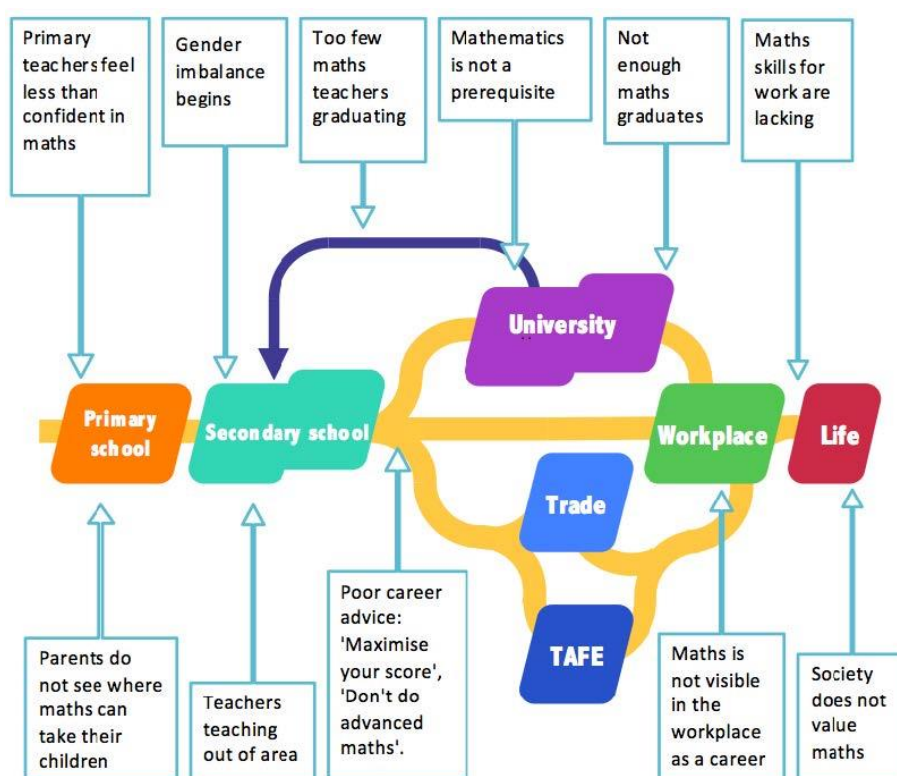 Primary
teachers feel
less than
confident in
maths
Gender
imbalance
begins
Too few
maths
teachers
graduating
Mathematics
is not a
prerequisite
Not
enough
maths
graduates
Maths
skills for
work are
lacking
University
Primary
school
Secondary school
Workplace
Life
Trade
TAFE
Parents do
not see where
maths can
take their
children
Teachers
teaching
out of area
Poor career
advice:
'Maximise
your score',
'Don't do
advanced
maths'.
Maths is
not visible
in the
workplace
as a career
Society
does not
value
maths